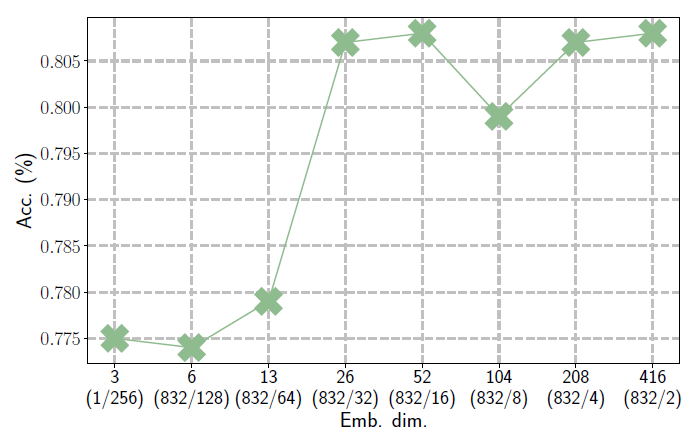 Acc. (%)
0.805
0.800
0.795
0.790
0.785
0.780
0.775
3 6 13 26 52 104 208 416
(1/256) (832/128) (832/64) (832/32) (832/16) (832/8) (832/4) (832/2)
Emb. dim.